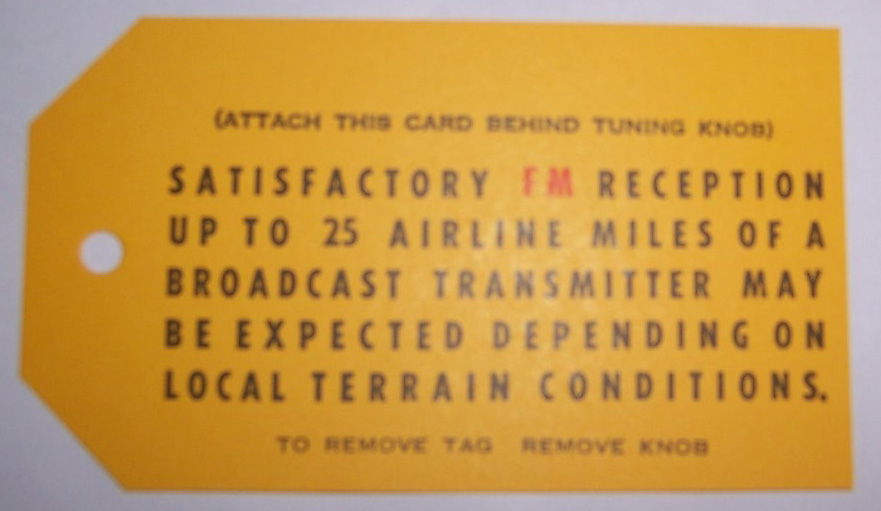 (ATTACH THIS CARD BEHIND TUNING KNOB)
SATISFACTORY FM RECEPTION
UP TO 25 AIRLINE MILES OF A
BROADCAST TRANSMITTER MAY
BE EXPECTED DEPENDING ON
LOCAL TERRAIN CONDITIONS.
TO REMOVE TAG REMOVE KNOB